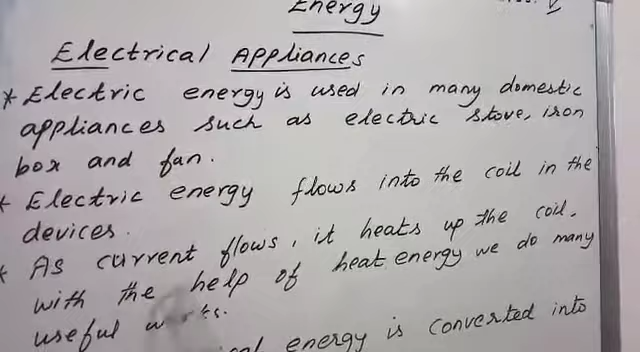 Energy
V
Electrical Appliances
* Electric energy is used in many domestic
appliances such as electric stove, iron
box and fan.
* Electric energy flows into the coil in the
devices.
* As current flows, it heats up the coil.
with the help of heat energy we do many
useful works.
energy is converted into